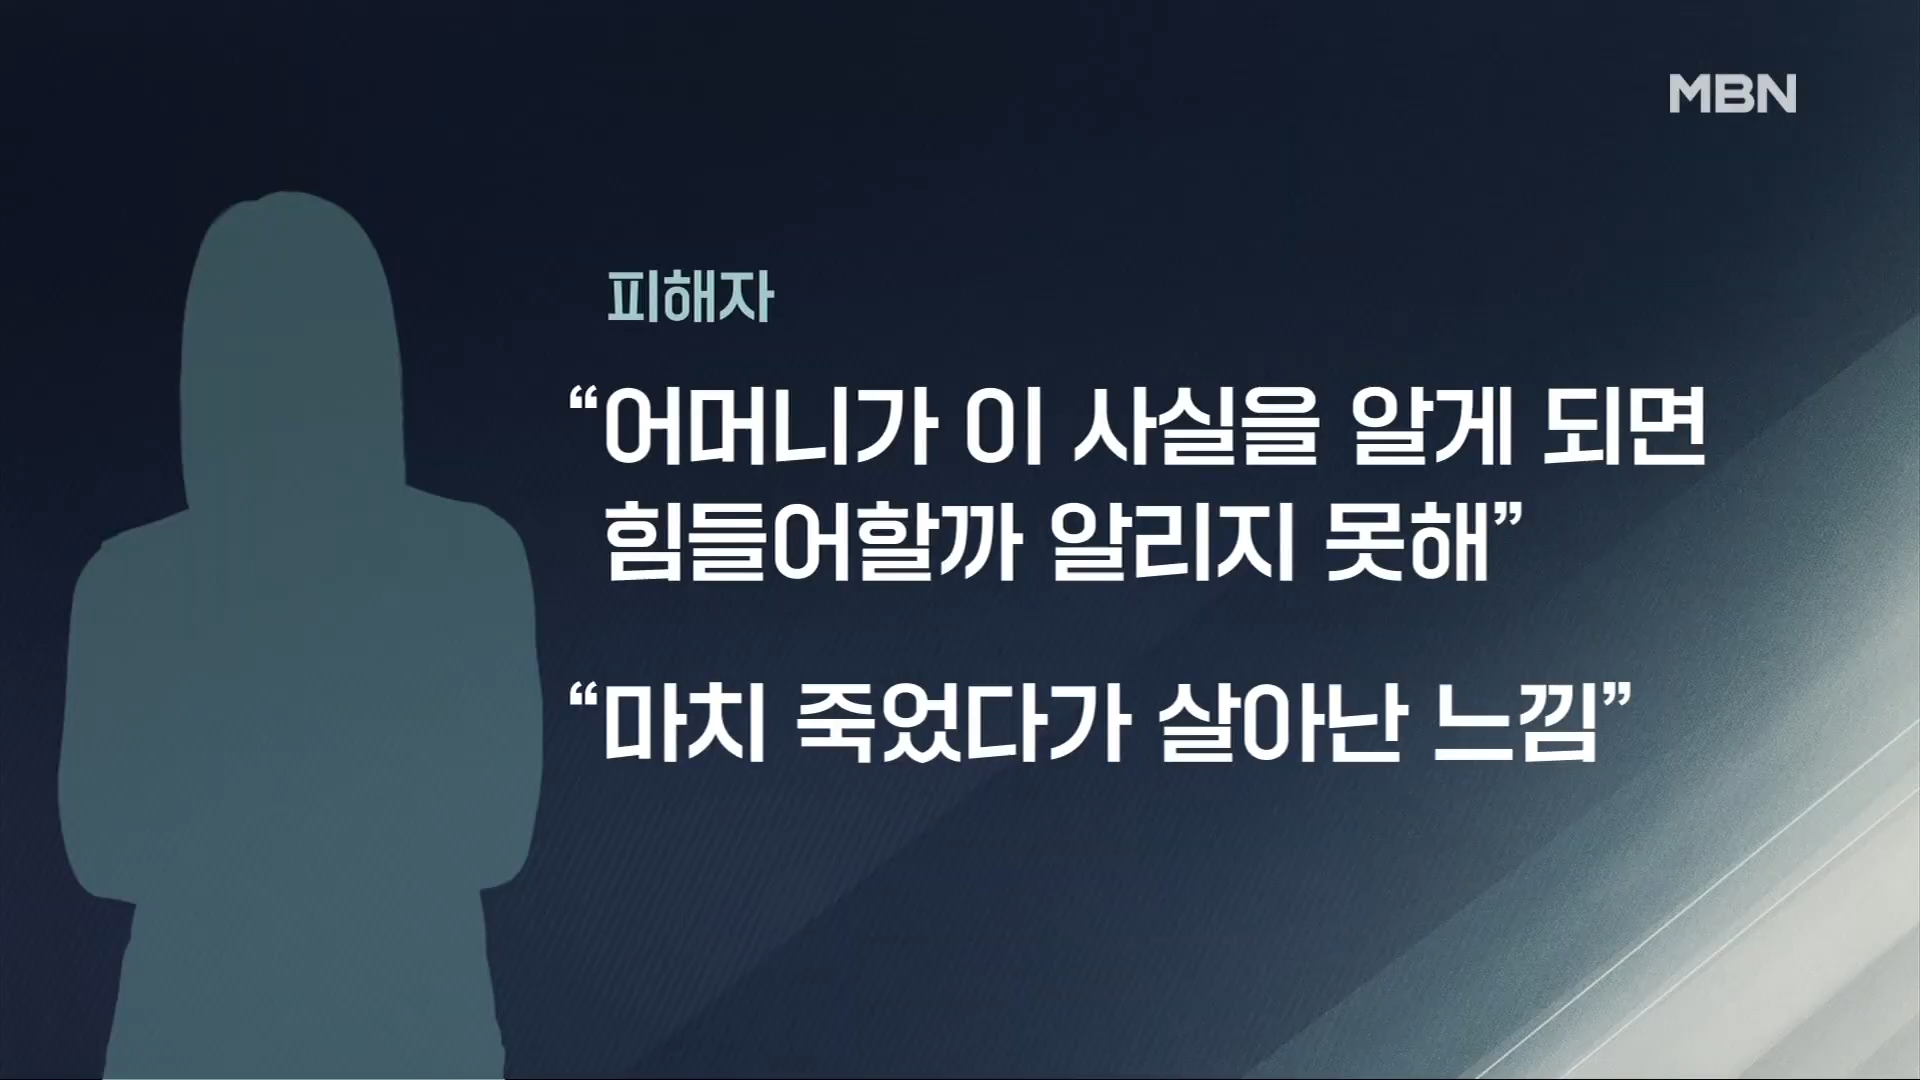 MBN
피해자
“어머니가 이 사실을 알게 되면
힘들어할까 알리지 못해”
“마치 죽었다가 살아난 느낌”